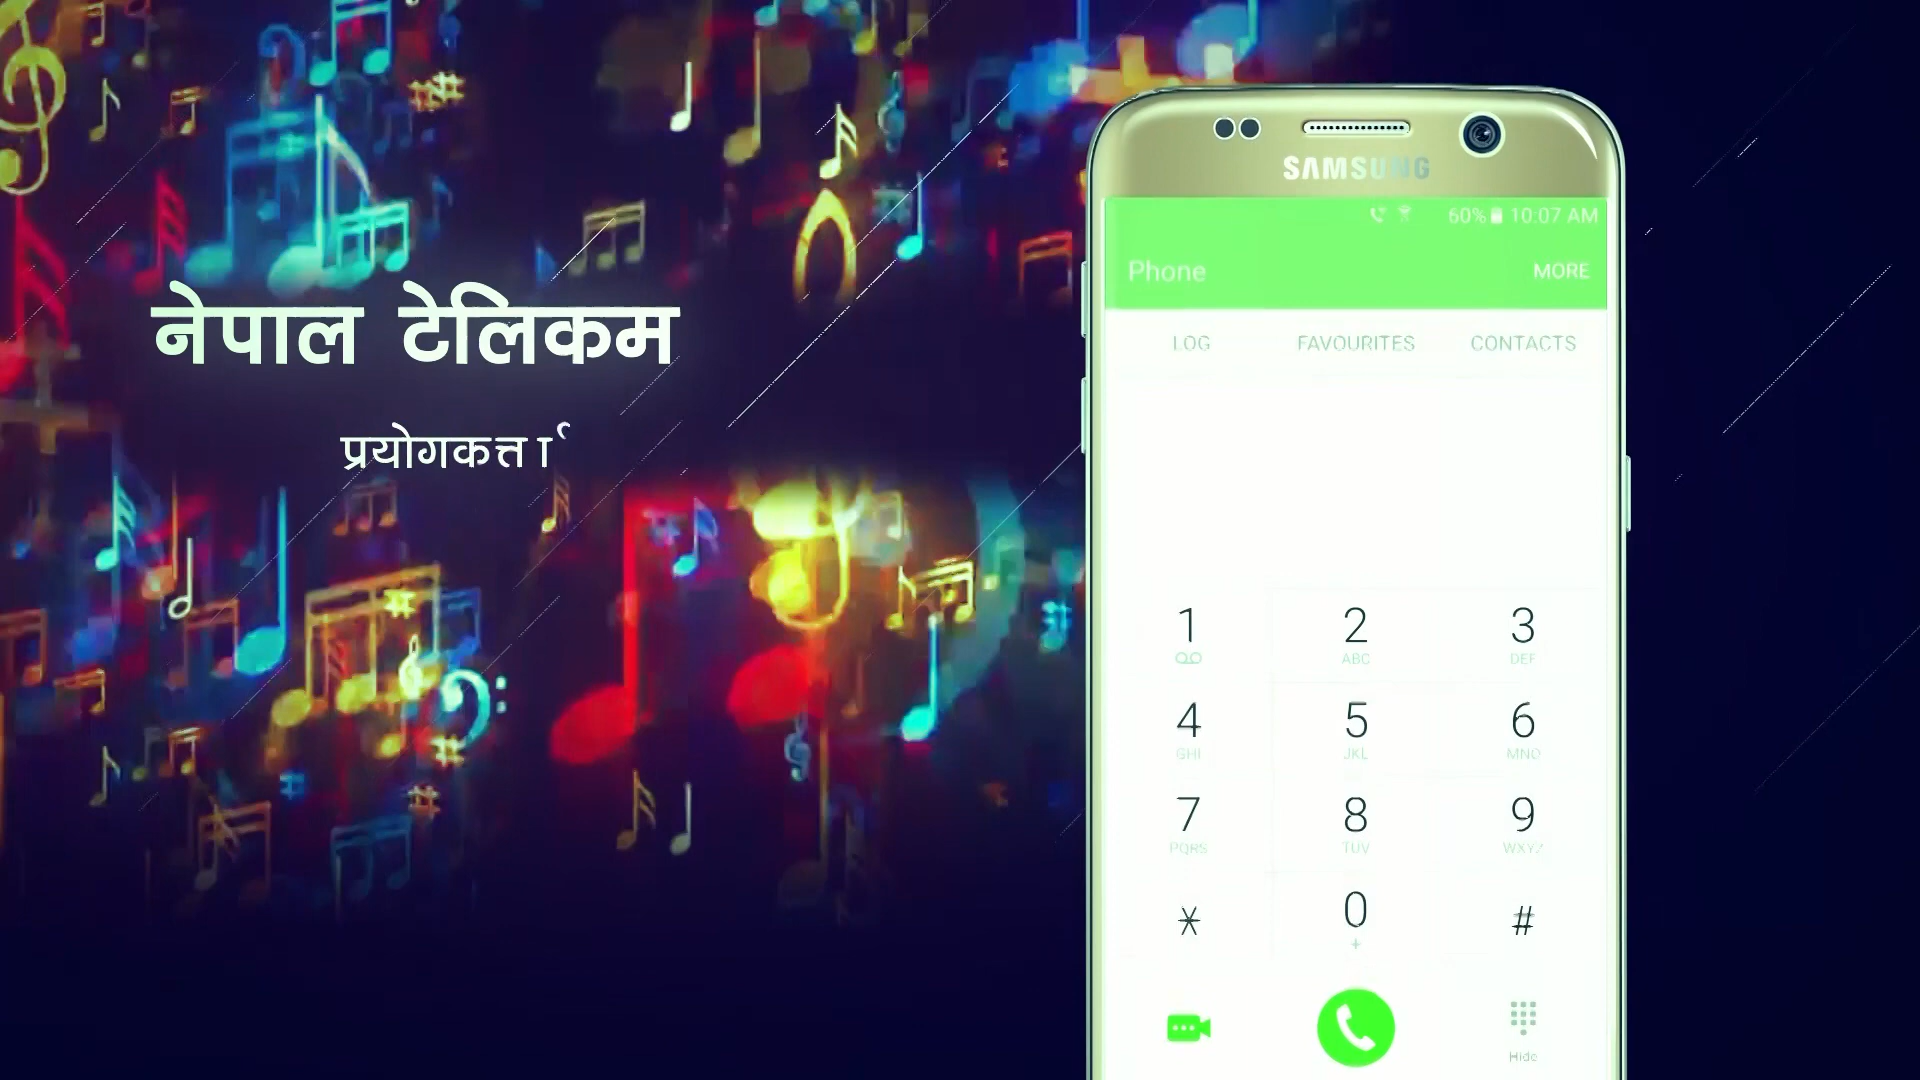 नेपाल टेलिकम
प्रयोगकर्त्ता
SAMSUNG
60% 10:07 AM
Phone MORE
LOG FAVOURITES CONTACTS
1 2 3
ABC DEF
4 5 6
GHI JKL MNO
7 8 9
PQRS TUV WXYZ
* 0 #
+
Hide